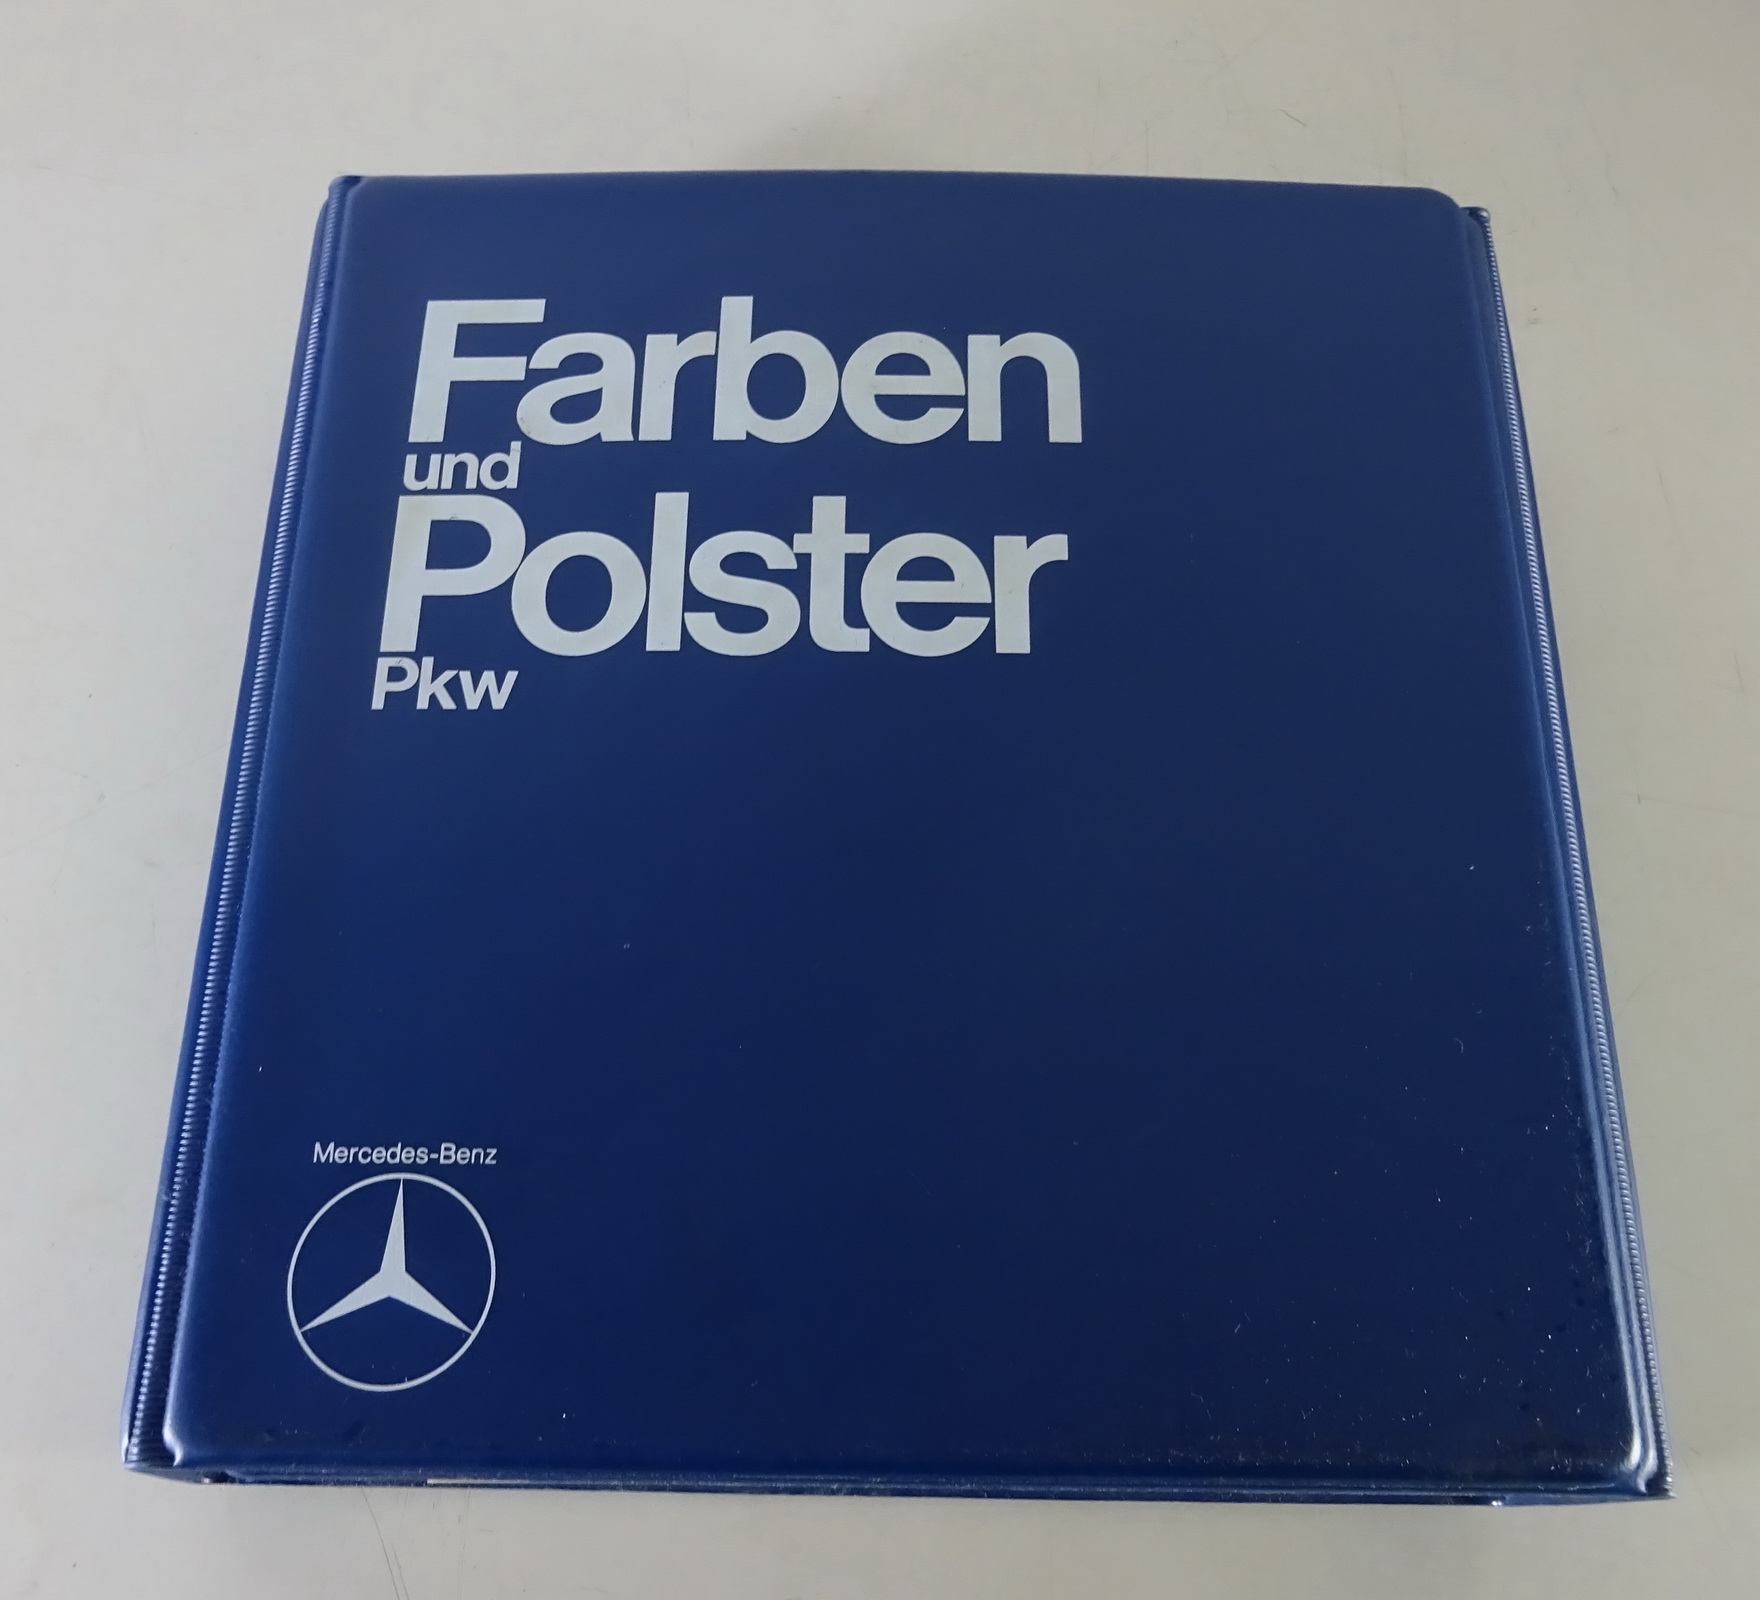 Farben
und
Polster
Pkw
Mercedes-Benz